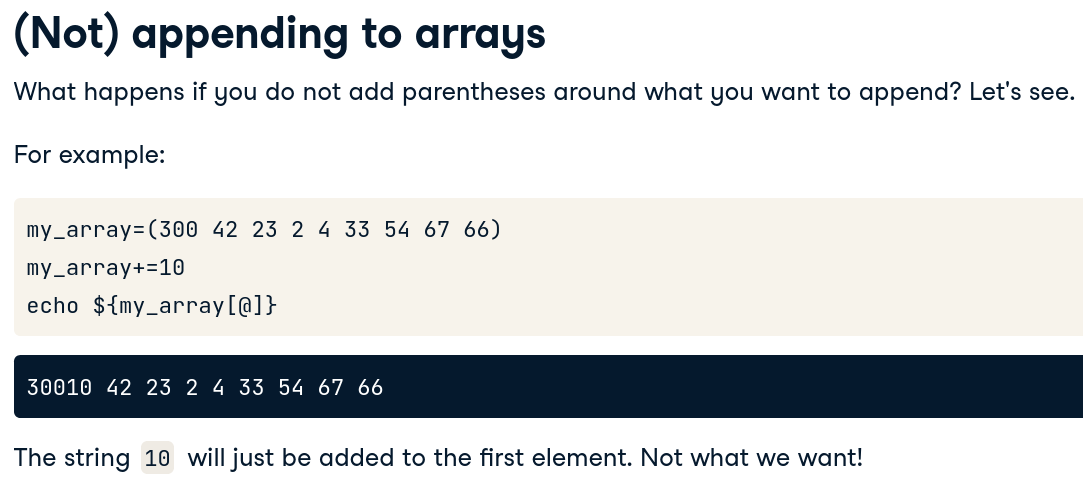 (Not) appending to arrays
What happens if you do not add parentheses around what you want to append? Let's see.
For example:
my_array=(300 42 23 2 4 33 54 67 66)
my_array+=10
echo ${my_array[@]}
30010 42 23 2 4 33 54 67 66
The string 10 will just be added to the first element. Not what we want!